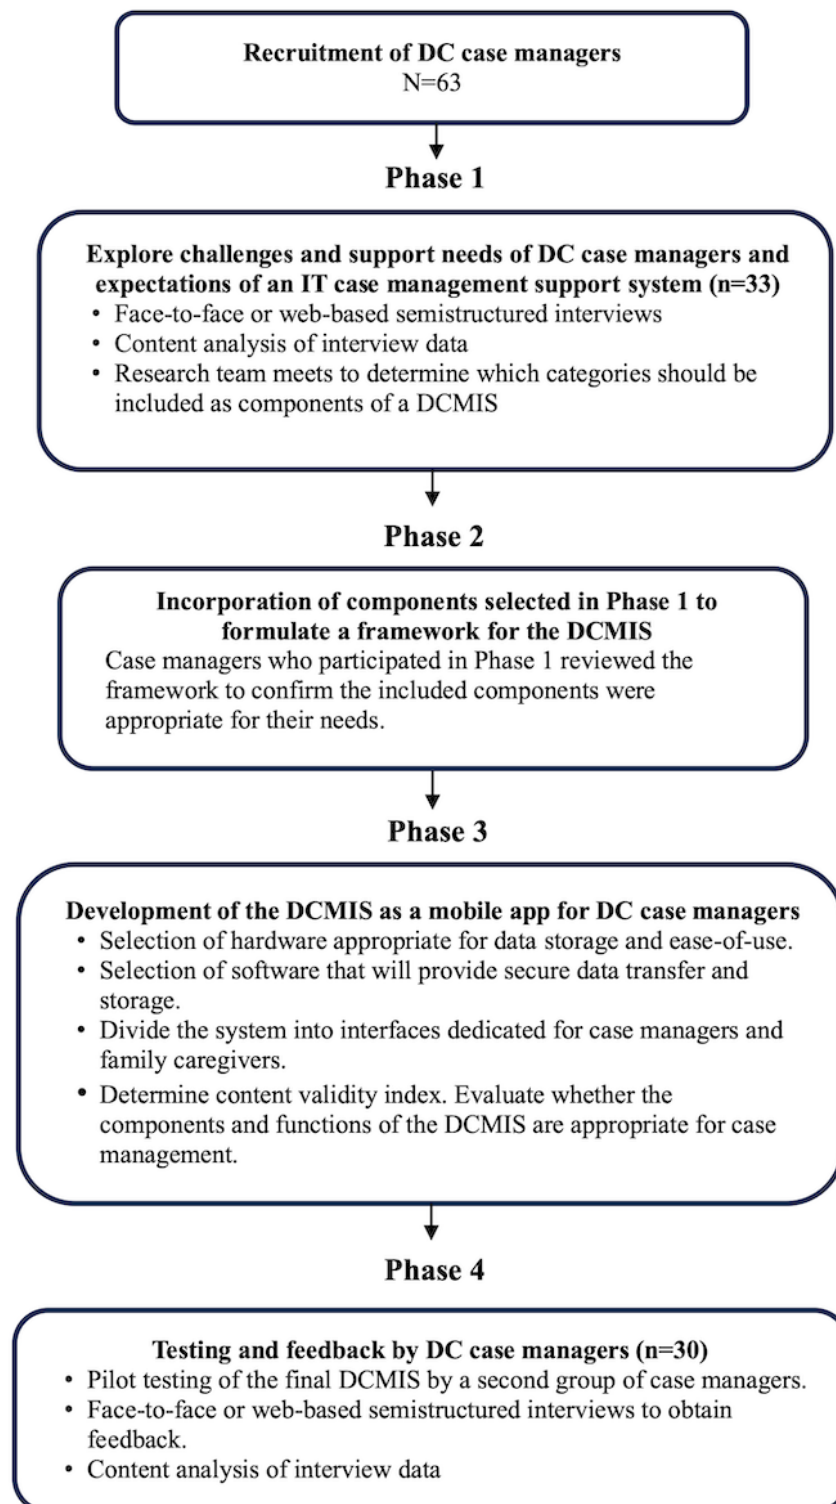 Recruitment of DC case managers
N=63
Phase 1
Explore challenges and support needs of DC case managers and
expectations of an IT case management support system (n=33)
• Face-to-face or web-based semistructured interviews
• Content analysis of interview data
• Research team meets to determine which categories should be
included as components of a DCMIS
Phase 2
Incorporation of components selected in Phase 1 to
formulate a framework for the DCMIS
Case managers who participated in Phase 1 reviewed the
framework to confirm the included components were
appropriate for their needs.
Phase 3
Development of the DCMIS as a mobile app for DC case managers
• Selection of hardware appropriate for data storage and ease-of-use.
• Selection of software that will provide secure data transfer and
storage.
• Divide the system into interfaces dedicated for case managers and
family caregivers.
• Determine content validity index. Evaluate whether the
components and functions of the DCMIS are appropriate for case
management.
Phase 4
Testing and feedback by DC case managers (n=30)
• Pilot testing of the final DCMIS by a second group of case managers.
• Face-to-face or web-based semistructured interviews to obtain
feedback.
• Content analysis of interview data